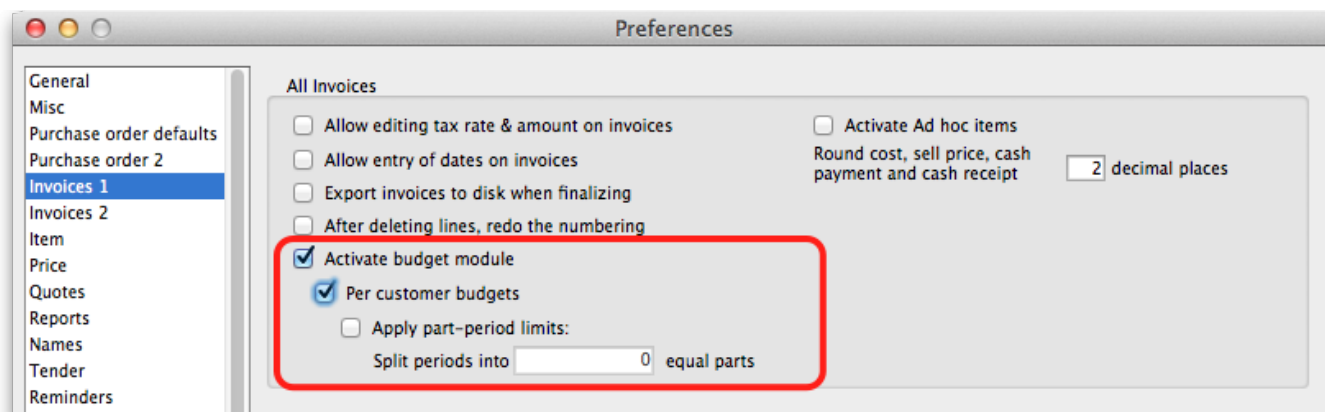 Preferences
General
Misc
Purchase order defaults
Purchase order 2
Invoices 1
Invoices 2
Item
Price
Quotes
Reports
Names
Tender
Reminders
All Invoices
Allow editing tax rate & amount on invoices
Allow entry of dates on invoices
Export invoices to disk when finalizing
After deleting lines, redo the numbering
Activate budget module
Per customer budgets
Apply part-period limits:
Split periods into 0 equal parts
Activate Ad hoc items
Round cost, sell price, cash
payment and cash receipt 2 decimal places